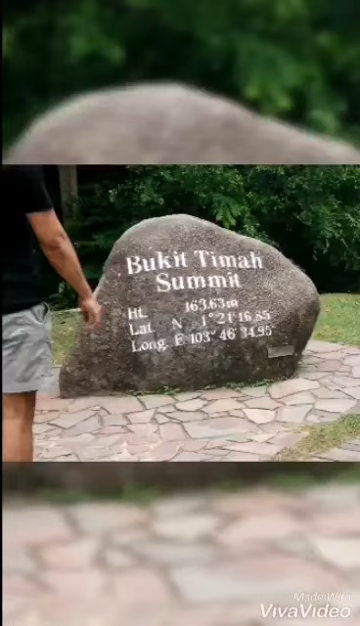 Bukit Timah
Summit
Ht. 163.63m
Lat. N 1° 21' 16.85
Long. E 103° 46' 34.95"
Made With
VivaVideo